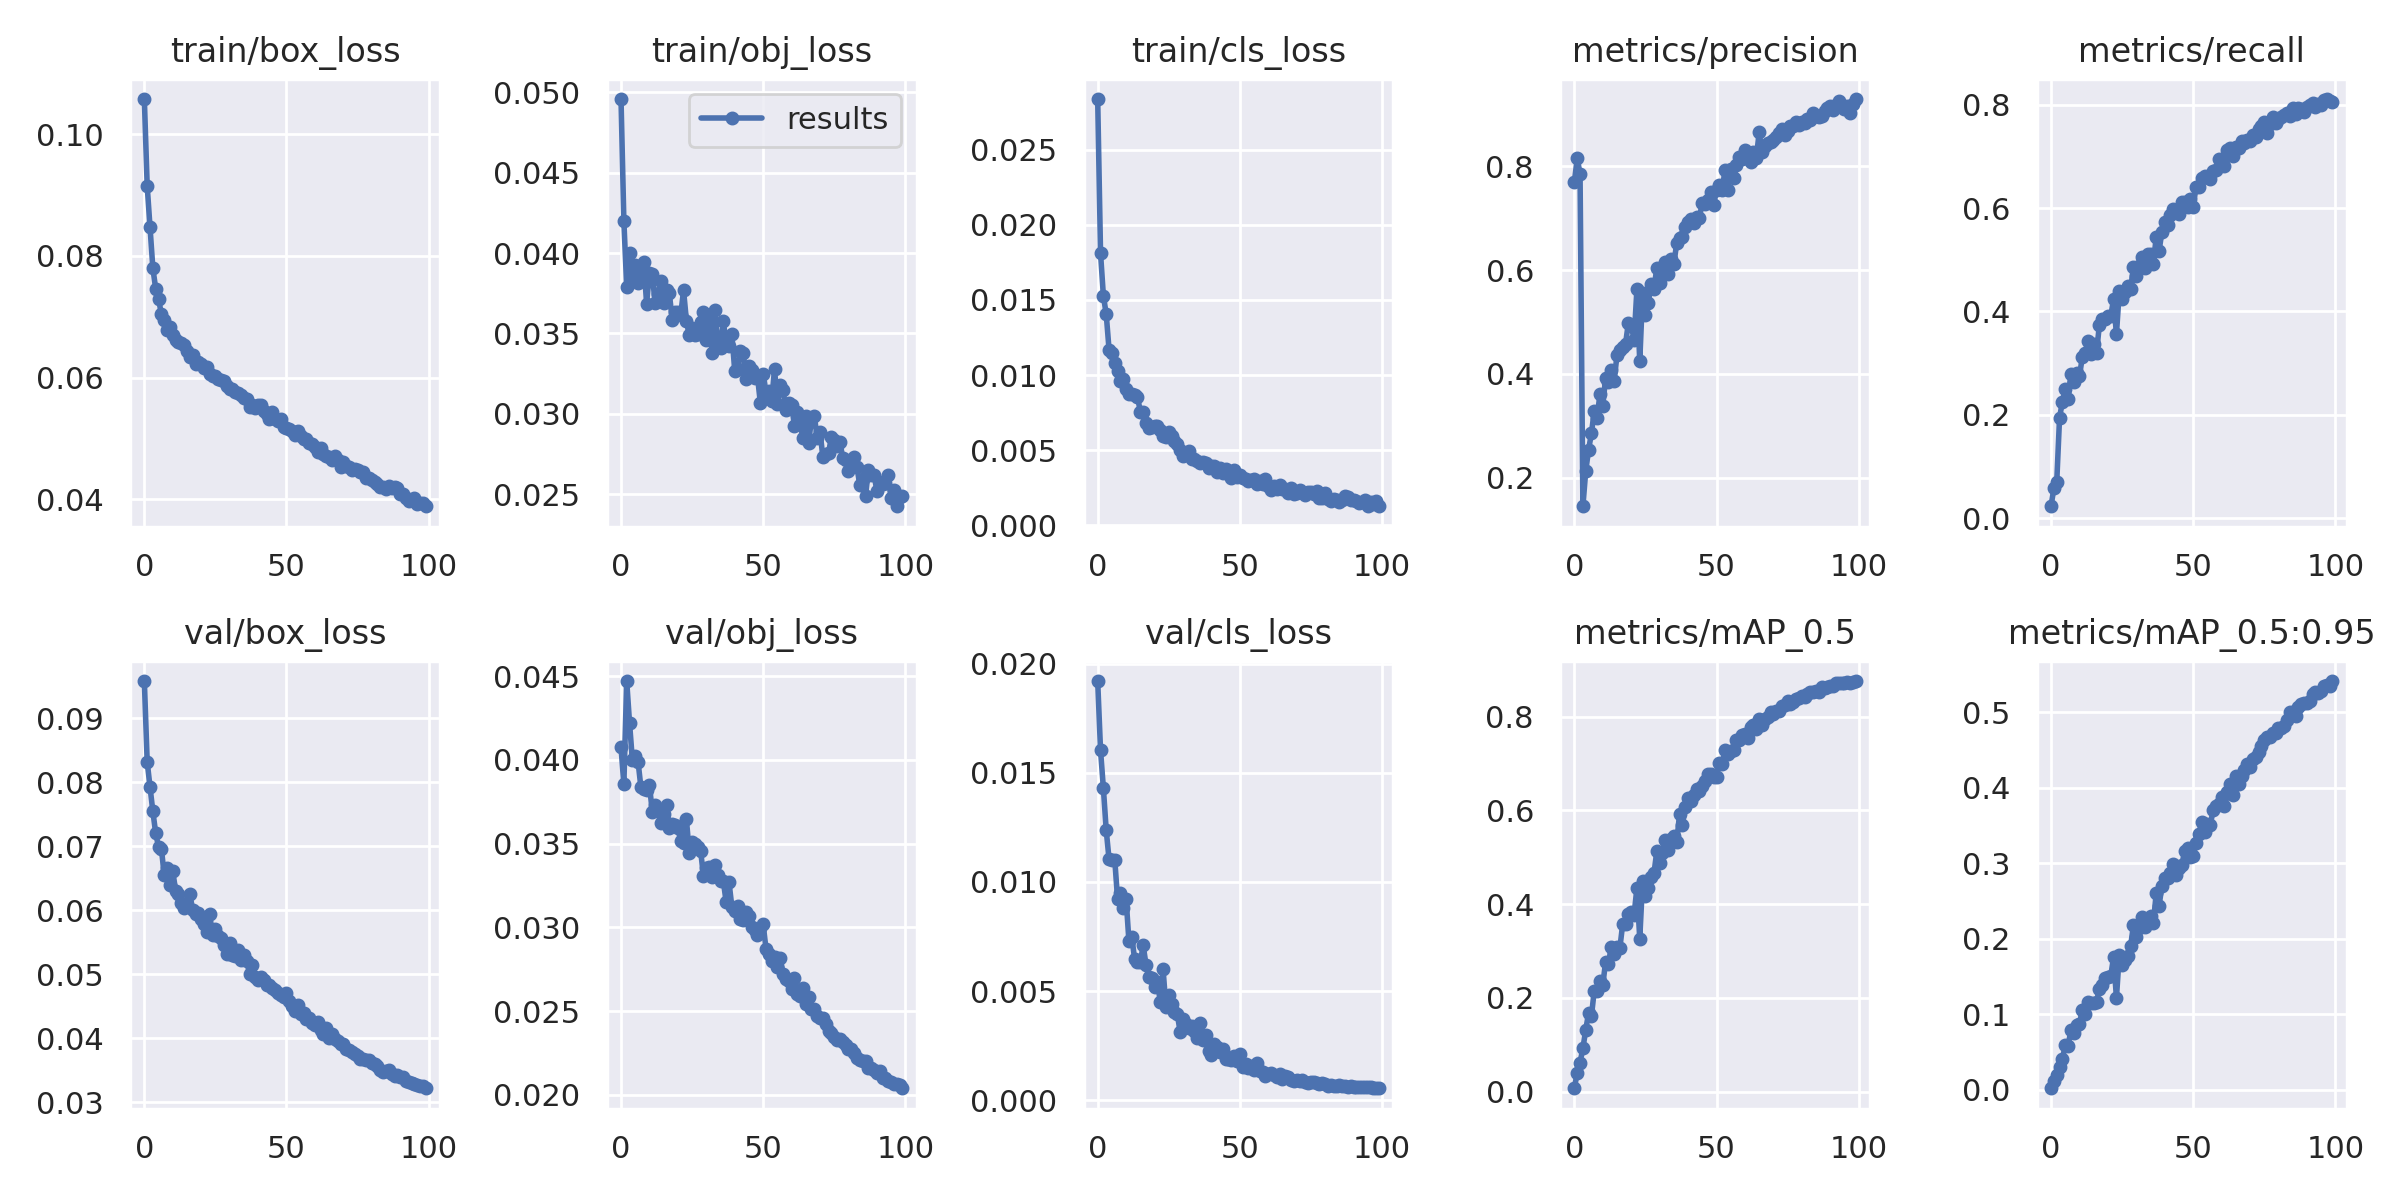 train/box_loss
0.10
0.08
0.06
0.04
0 50 100
train/obj_loss
results
0.050
0.045
0.040
0.035
0.030
0.025
0 50 100
train/cls_loss
0.025
0.020
0.015
0.010
0.005
0.000
0 50 100
metrics/precision
0.8
0.6
0.4
0.2
0 50 100
metrics/recall
0.8
0.6
0.4
0.2
0.0
0 50 100
val/box_loss
0.09
0.08
0.07
0.06
0.05
0.04
0.03
0 50 100
val/obj_loss
0.045
0.040
0.035
0.030
0.025
0.020
0 50 100
val/cls_loss
0.020
0.015
0.010
0.005
0.000
0 50 100
metrics/mAP_0.5
0.8
0.6
0.4
0.2
0.0
0 50 100
metrics/mAP_0.5:0.95
0.5
0.4
0.3
0.2
0.1
0.0
0 50 100